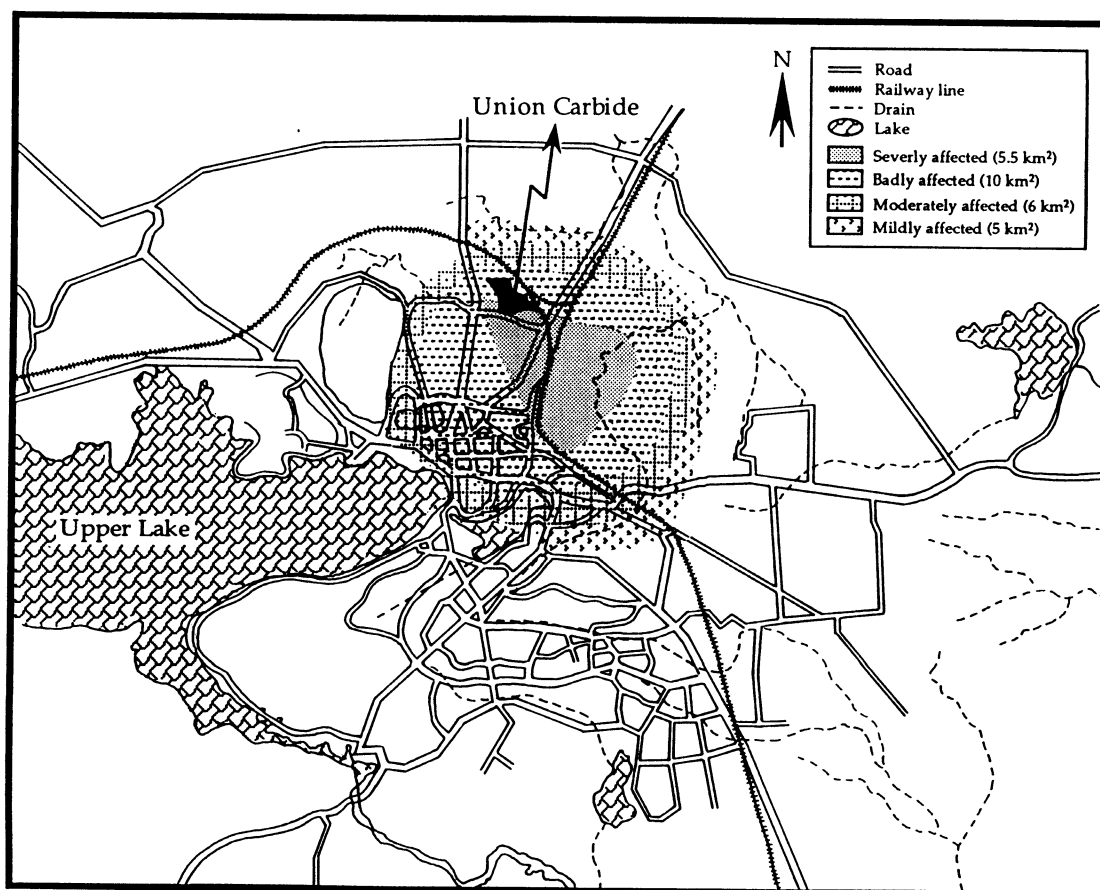 N
Union Carbide
Road
Railway line
Drain
Lake
Severly affected (5.5 km²)
Badly affected (10 km²)
Moderately affected (6 km²)
Mildly affected (5 km²)
Upper Lake